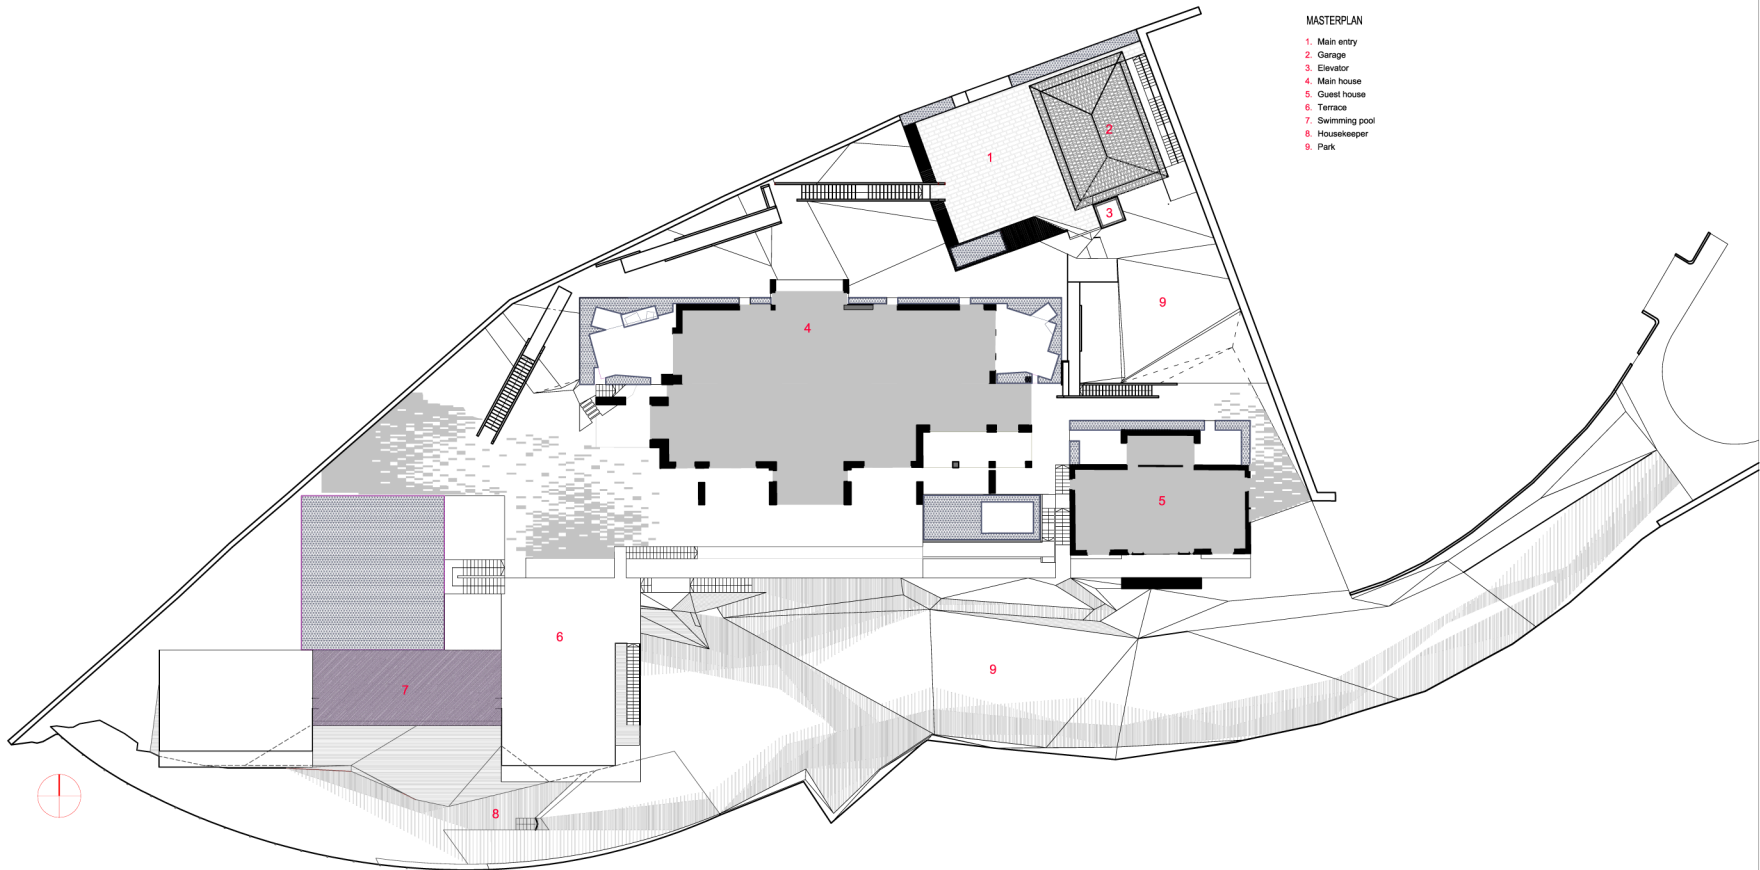 MASTERPLAN
1. Main entry
2. Garage
3. Elevator
4. Main house
5. Guest house
6. Terrace
7. Swimming pool
8. Housekeeper
9. Park
2
1
3
9
4
5
6
9
7
8